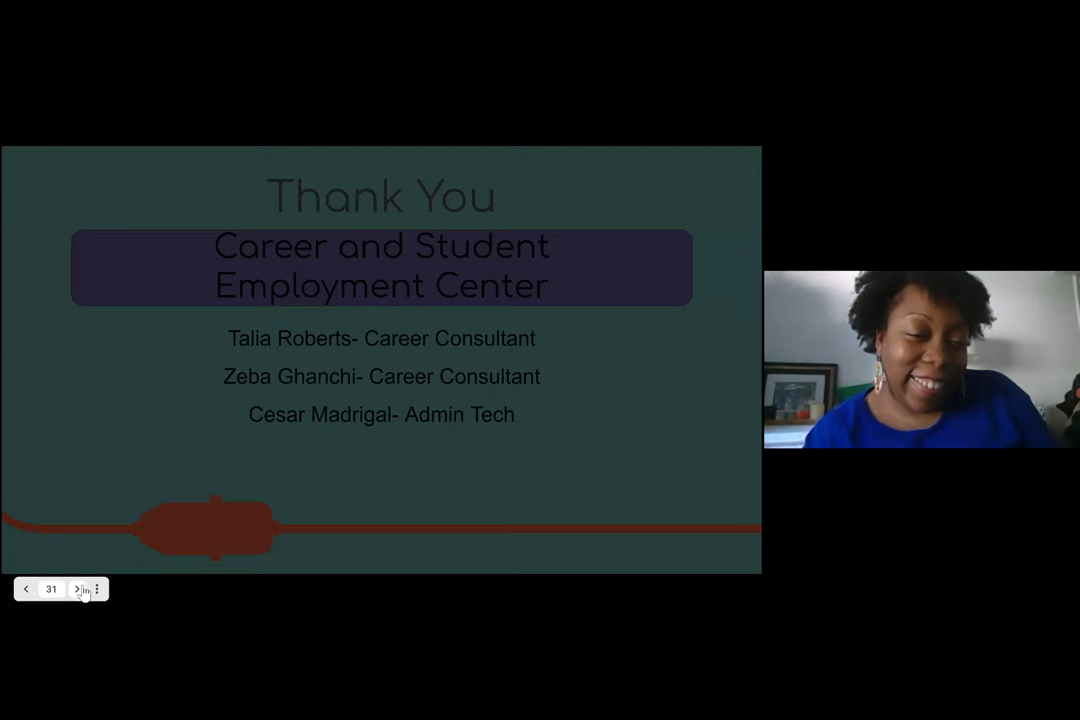 Thank You
Career and Student
Employment Center
Talia Roberts- Career Consultant
Zeba Ghanchi- Career Consultant
Cesar Madrigal- Admin Tech
31